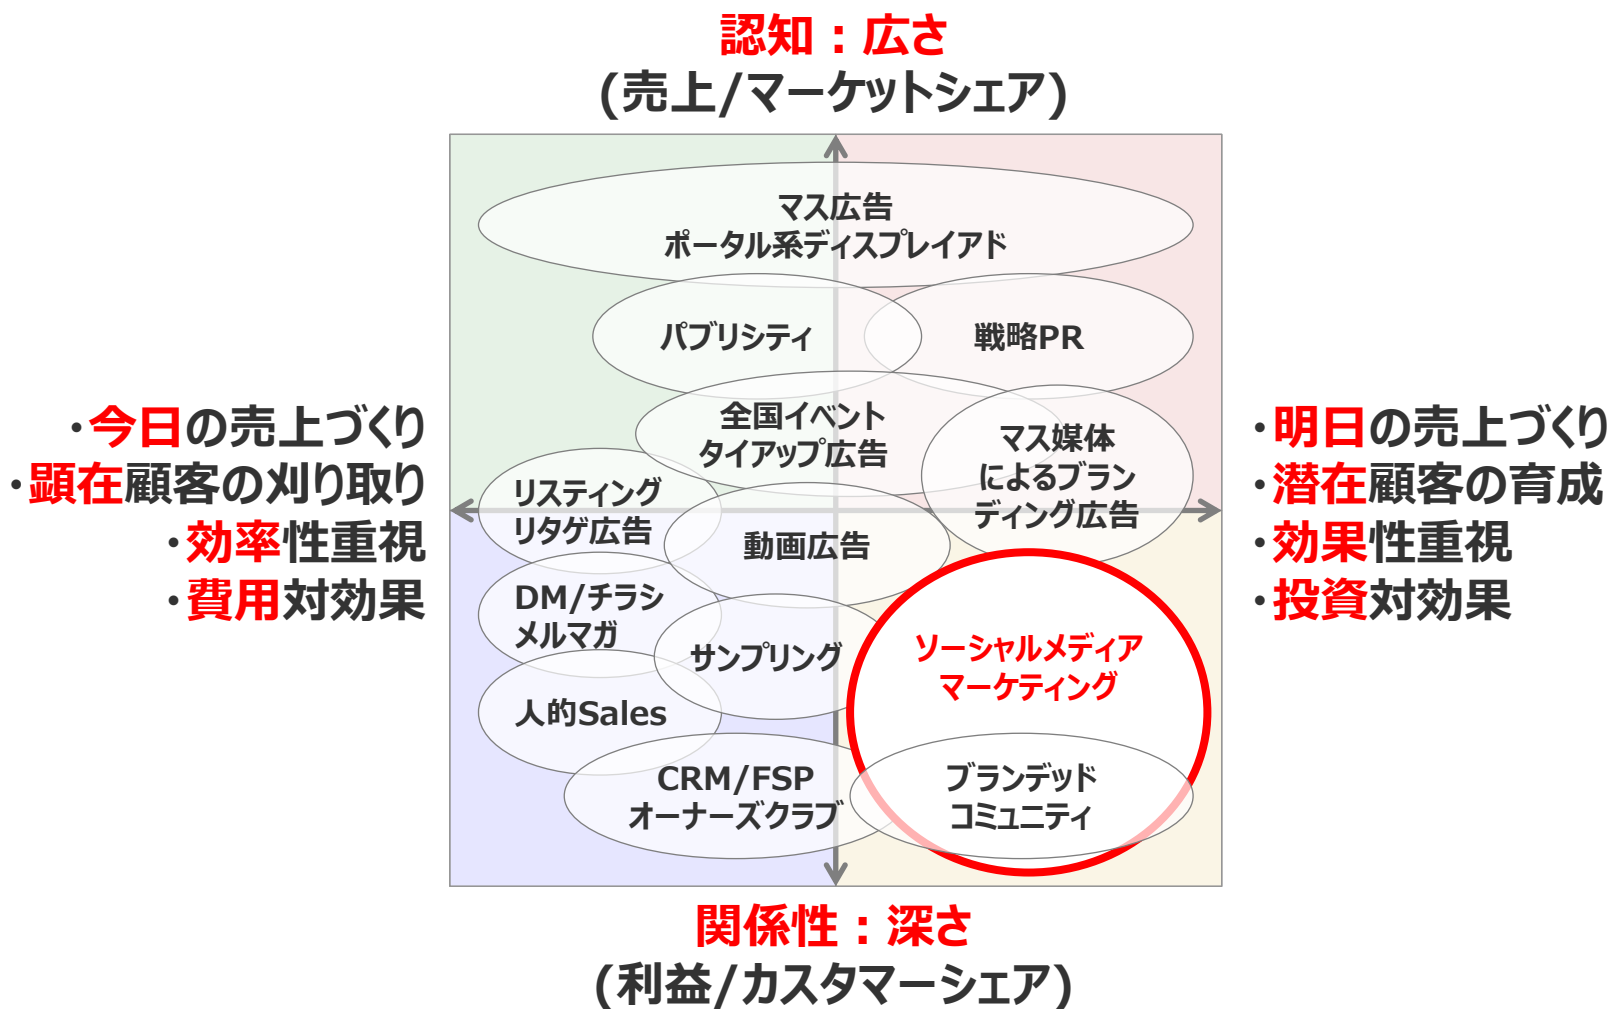 認知：広さ
(売上/マーケットシェア)
マス広告
ポータル系ディスプレイアド
パブリシティ
戦略PR
全国イベント
タイアップ広告
マス媒体
によるブラン
ディング広告
・今日の売上づくり
・顕在顧客の刈り取り
・効率性重視
・費用対効果
リスティング
リタゲ広告
動画広告
DM/チラシ
メルマガ
サンプリング
人的Sales
CRM/FSP
オーナーズクラブ
ソーシャルメディア
マーケティング
ブランデッド
コミュニティ
・明日の売上づくり
・潜在顧客の育成
・効果性重視
・投資対効果
関係性：深さ
(利益/カスタマーシェア)